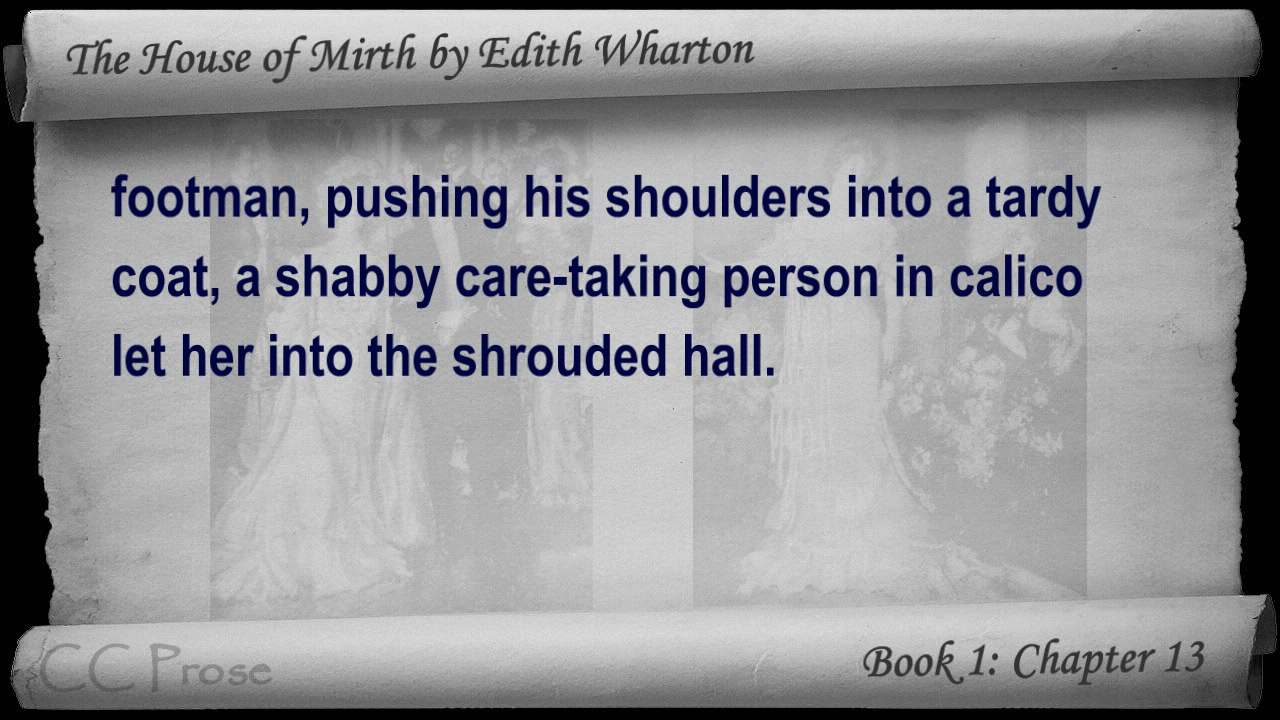 The House of Mirth by Edith Wharton
footman, pushing his shoulders into a tardy
coat, a shabby care-taking person in calico
let her into the shrouded hall.
CC Prose
Book 1: Chapter 13